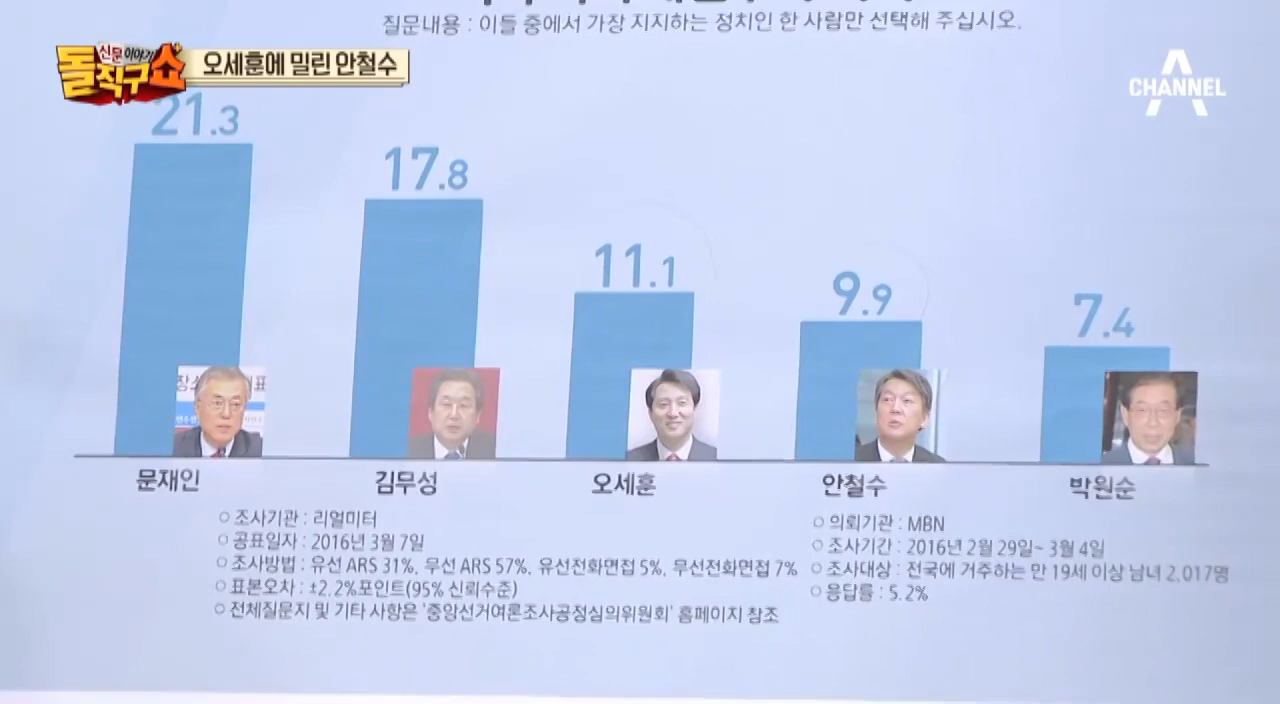 질문내용 : 이들 중에서 가장 지지하는 정치인 한 사람만 선택해 주십시오.
신문이야기
돌직구쇼
오세훈에 밀린 안철수
CHANNEL A
21.3
17.8
11.1
9.9
7.4
문재인
김무성
오세훈
안철수
박원순
○ 조사기관 : 리얼미터
○ 공표일자 : 2016년 3월 7일
○ 조사방법 : 유선 ARS 31%, 무선 ARS 57%, 유선전화면접 5%, 무선전화면접 7%
○ 표본오차 : ±2.2%포인트(95% 신뢰수준)
○ 전체질문지 및 기타 사항은 '중앙선거여론조사공정심의위원회' 홈페이지 참조
○ 의뢰기관 : MBN
○ 조사기간 : 2016년 2월 29일~ 3월 4일
○ 조사대상 : 전국에 거주하는 만 19세 이상 남녀 2,017명
○ 응답률 : 5.2%